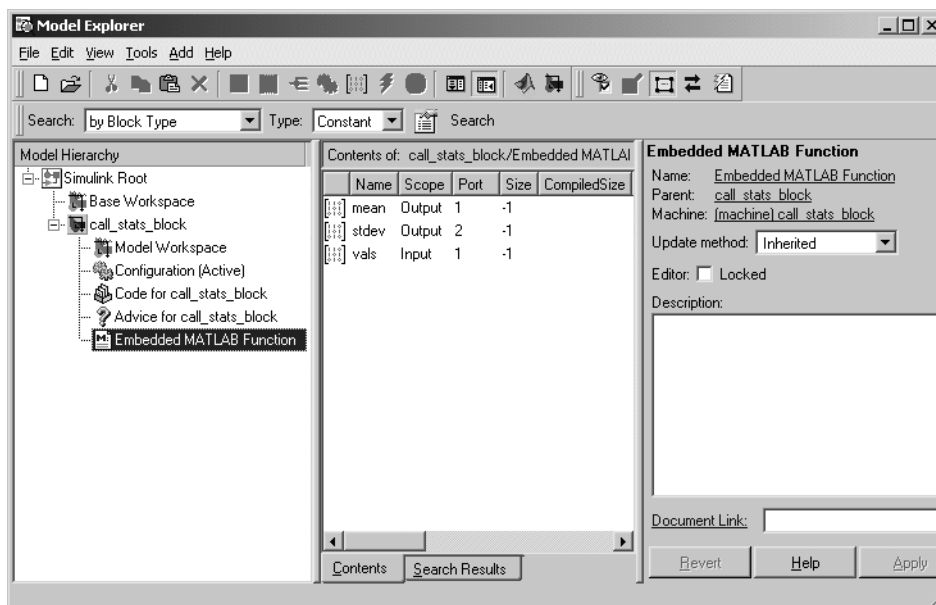 Model Explorer
File Edit View Tools Add Help
Search: by Block Type Type: Constant Search
Model Hierarchy
Simulink Root
Base Workspace
call_stats_block
Model Workspace
Configuration (Active)
Code for call_stats_block
Advice for call_stats_block
Embedded MATLAB Function
Contents of: call_stats_block/Embedded MATLAI
Name Scope Port Size CompiledSize
mean Output 1 -1
stdev Output 2 -1
vals Input 1 -1
Contents Search Results
Embedded MATLAB Function
Name: Embedded MATLAB Function
Parent: call_stats_block
Machine: (machine) call_stats_block
Update method: Inherited
Editor: Locked
Description:
Document Link:
Revert Help Apply